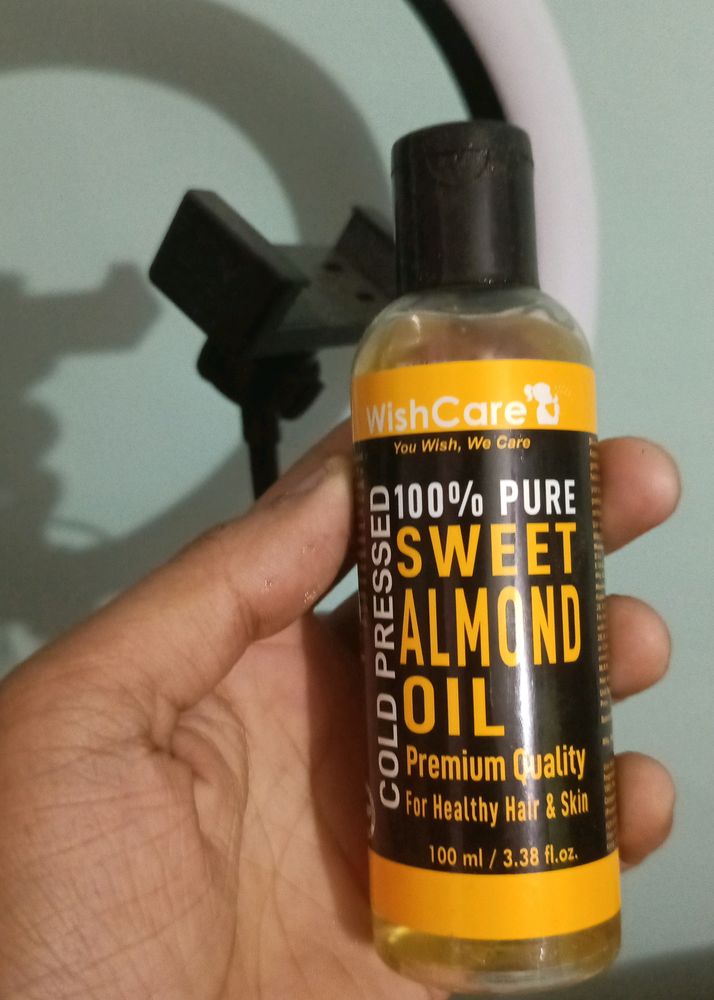 WishCare
You Wish, We Care
COLD PRESSED
100% PURE
SWEET
ALMOND
OIL
Premium Quality
For Healthy Hair & Skin
100 ml / 3.38 fl.oz.